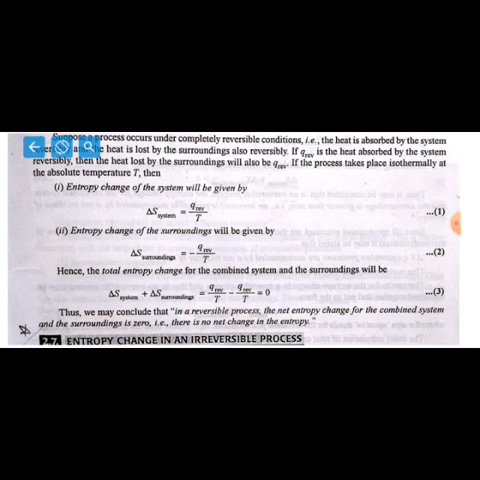 Suppose a process occurs under completely reversible conditions, i.e., the heat is absorbed by the system
heat is lost by the surroundings also reversibly. If q_rev is the heat absorbed by the system
reversibly, then the heat lost by the surroundings will also be q_rev. If the process takes place isothermally at
the absolute temperature T, then
(i) Entropy change of the system will be given by
ΔS_system = q_rev / T ...(1)
(ii) Entropy change of the surroundings will be given by
ΔS_surroundings = - q_rev / T ...(2)
Hence, the total entropy change for the combined system and the surroundings will be
ΔS_system + ΔS_surroundings = q_rev / T - q_rev / T = 0 ...(3)
Thus, we may conclude that "in a reversible process, the net entropy change for the combined system
and the surroundings is zero, i.e., there is no net change in the entropy."
2.7. ENTROPY CHANGE IN AN IRREVERSIBLE PROCESS